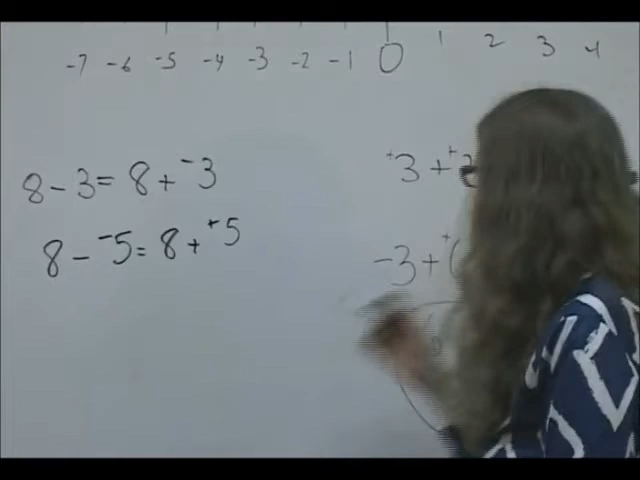 -7 -6 -5 -4 -3 -2 -1 0 1 2 3 4
8 - 3 = 8 + ⁻3
8 - ⁻5 = 8 + ⁺5
⁺3 + ⁺
-3 + ⁺